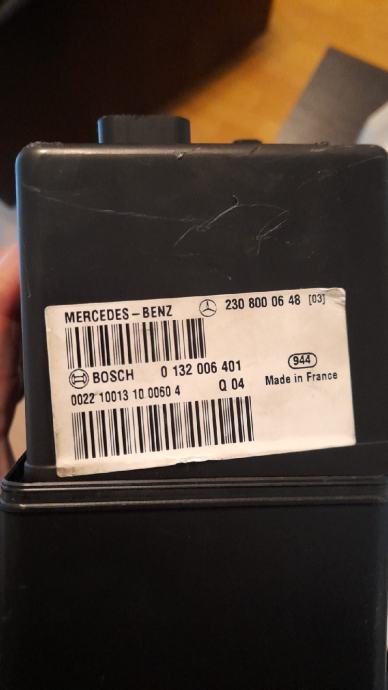 MERCEDES-BENZ 230 800 06 48 [03]
BOSCH 0 132 006 401 944
0022 10013 10 0060 4 Q 04 Made in France